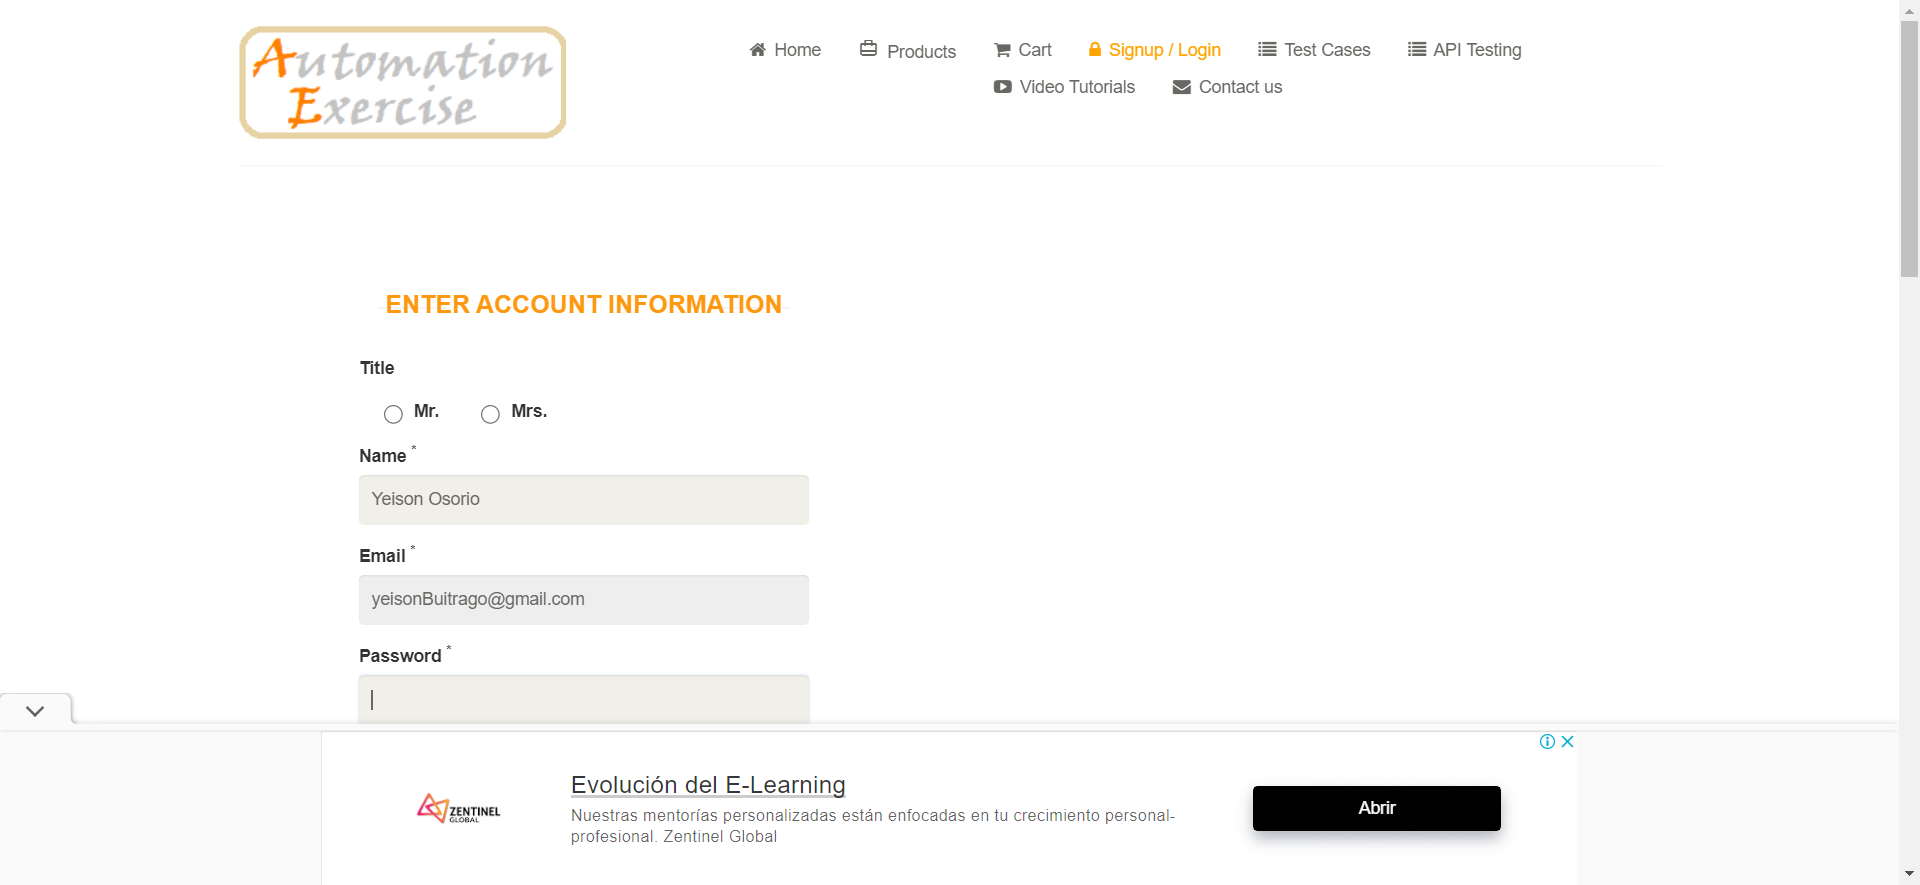 Automation
Exercise
Home
Products
Cart
Signup / Login
Test Cases
API Testing
Video Tutorials
Contact us
ENTER ACCOUNT INFORMATION
Title
Mr.
Mrs.
Name *
Yeison Osorio
Email *
yeisonBuitrago@gmail.com
Password *
ZENTINEL
GLOBAL
Evolución del E-Learning
Nuestras mentorías personalizadas están enfocadas en tu crecimiento personal-
profesional. Zentinel Global
Abrir